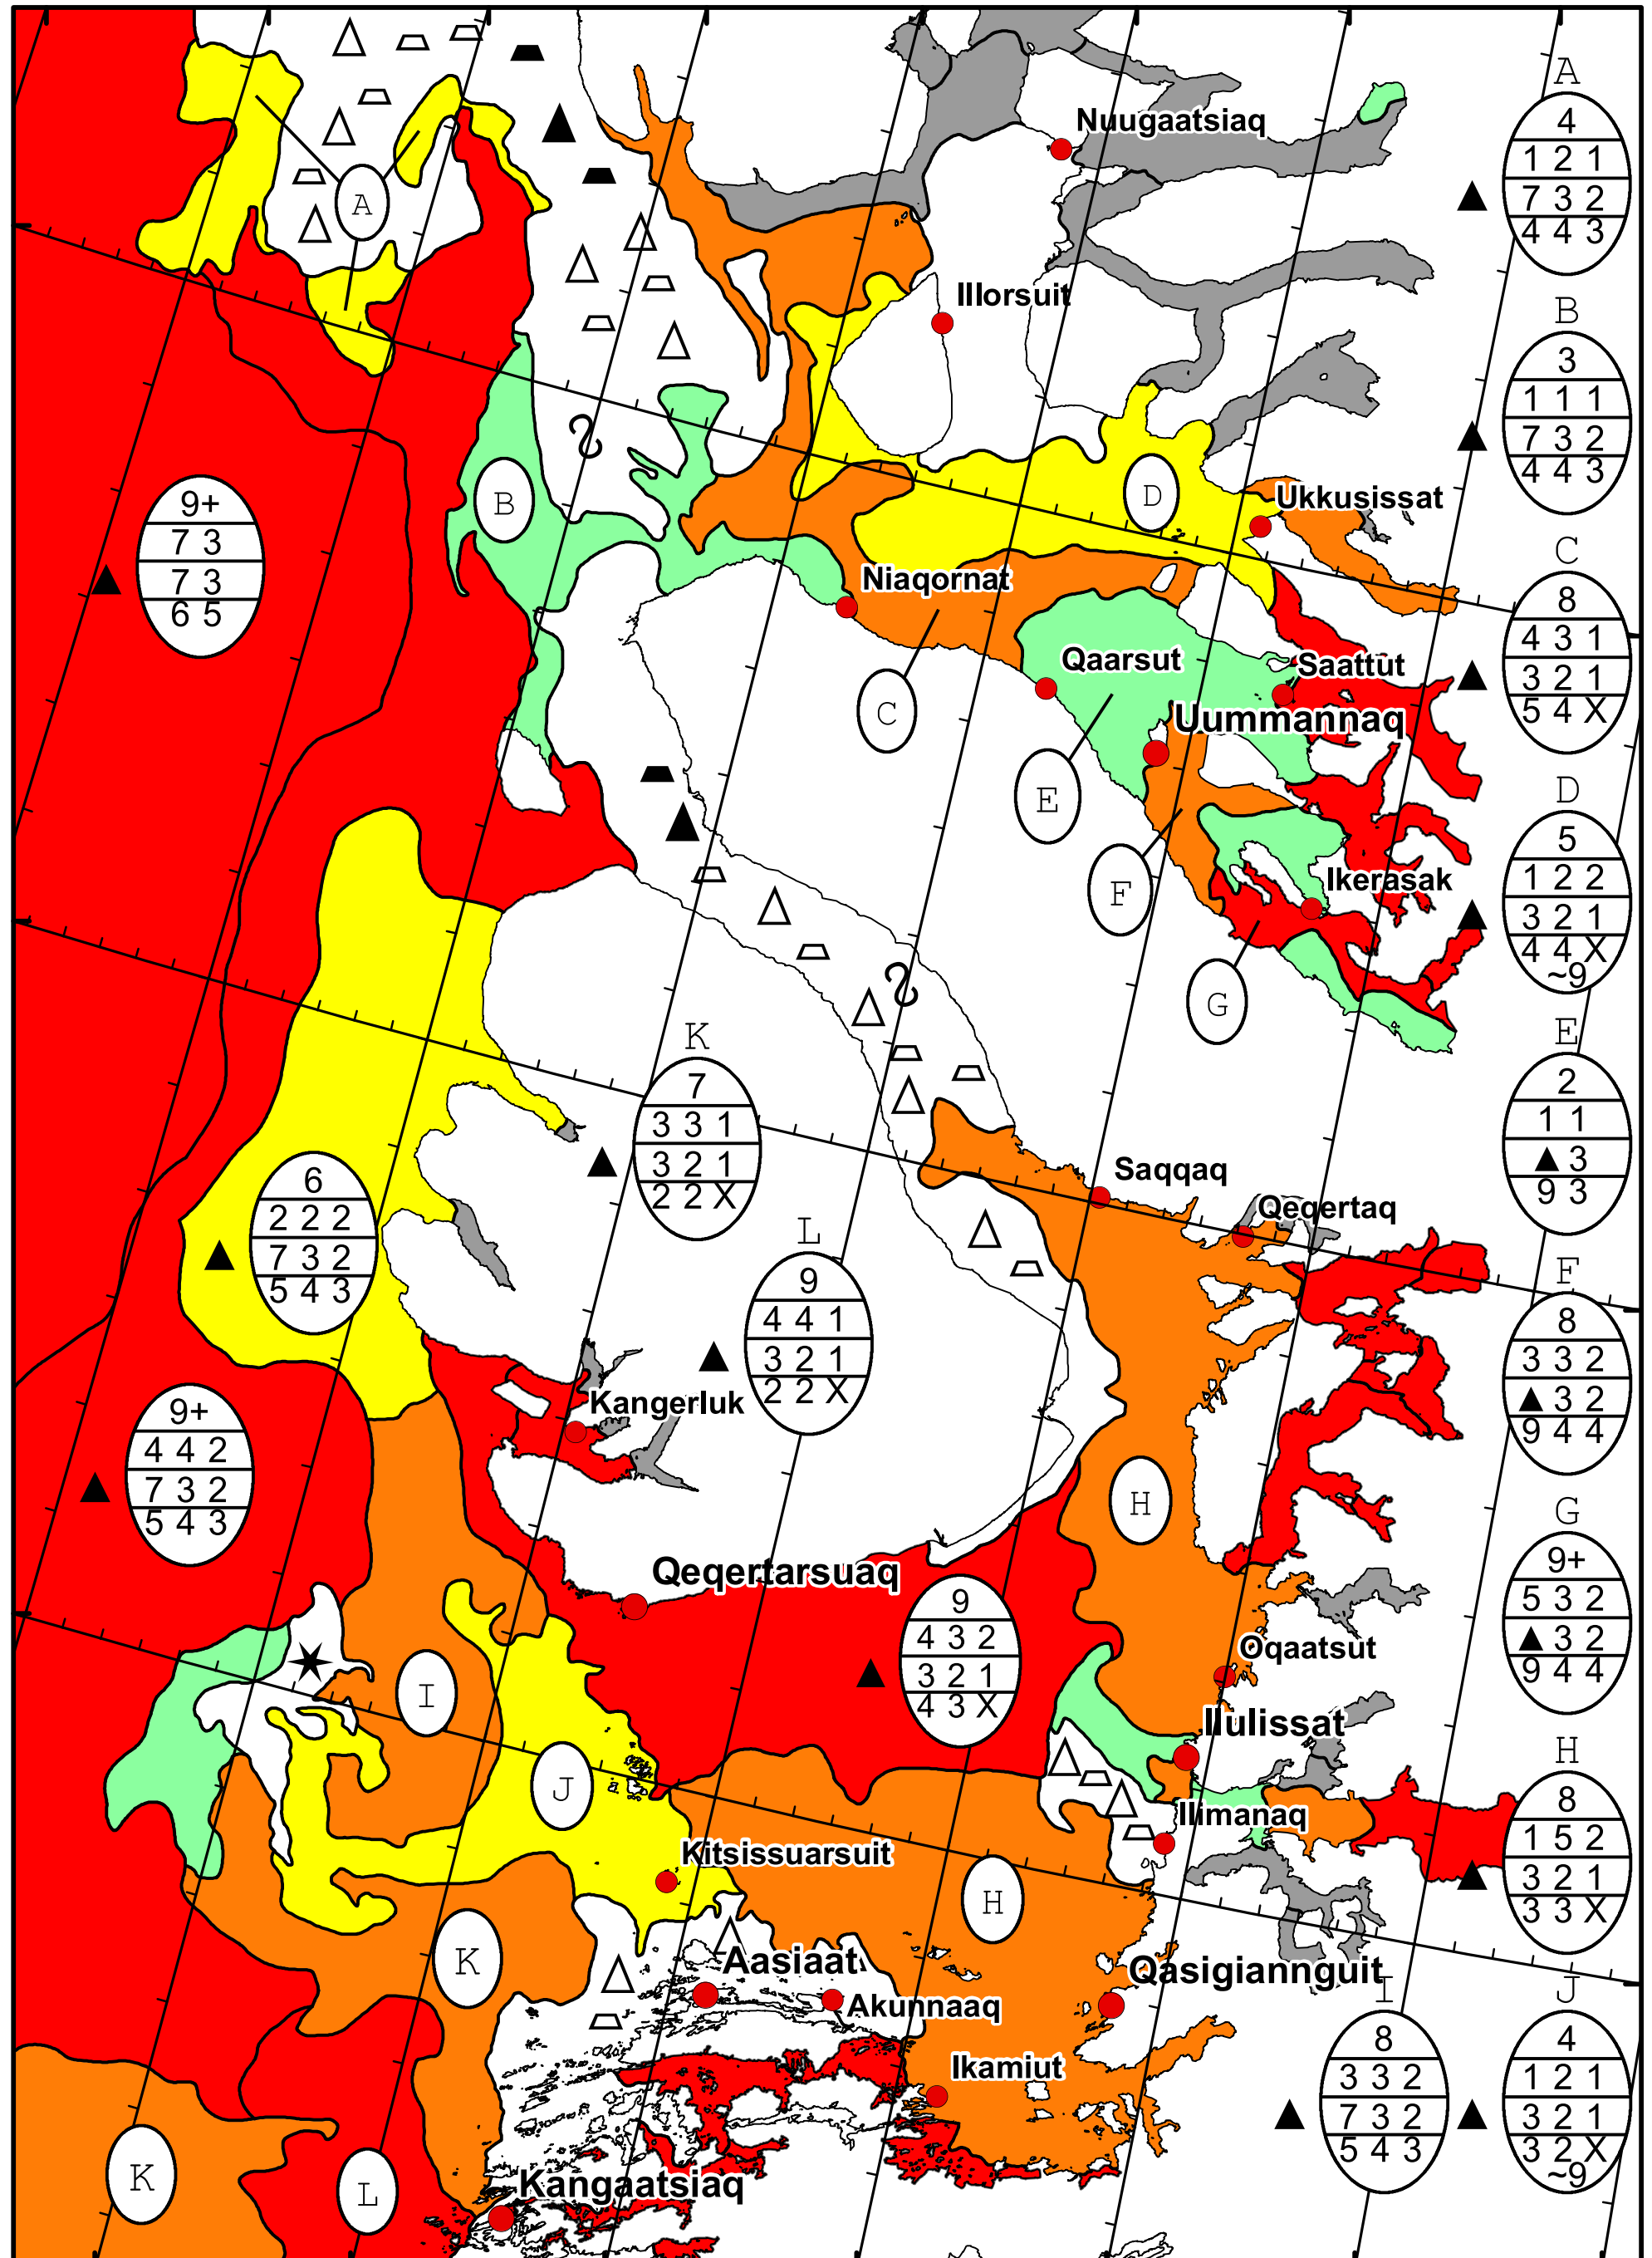 A
4
1 2 1
7 3 2
4 4 3
Nuugaatsiaq
A
Illorsuit
B
3
1 1 1
7 3 2
4 4 3
9+
7 3
7 3
6 5
B
D
Ukkusissat
Niaqornat
C
8
4 3 1
3 2 1
5 4 X
Qaarsut
Saattut
C
Uummannaq
E
D
5
1 2 2
3 2 1
4 4 X
~9
F
Ikerasak
G
K
7
3 3 1
3 2 1
2 2 X
E
2
1 1
▲ 3
9 3
Saqqaq
Qeqertaq
6
2 2 2
7 3 2
5 4 3
L
9
4 4 1
3 2 1
2 2 X
F
8
3 3 2
▲ 3 2
9 4 4
Kangerluk
9+
4 4 2
7 3 2
5 4 3
H
G
9+
5 3 2
▲ 3 2
9 4 4
Qeqertarsuaq
9
4 3 2
3 2 1
4 3 X
Oqaatsut
I
Ilulissat
J
Ilimanaq
H
8
1 5 2
3 2 1
3 3 X
Kitsissuarsuit
H
K
Aasiaat
Qasigiannguit
Akunnaaq
Ikamiut
I
8
3 3 2
7 3 2
5 4 3
J
4
1 2 1
3 2 1
3 2 X
~9
K
L
Kangaatsiaq